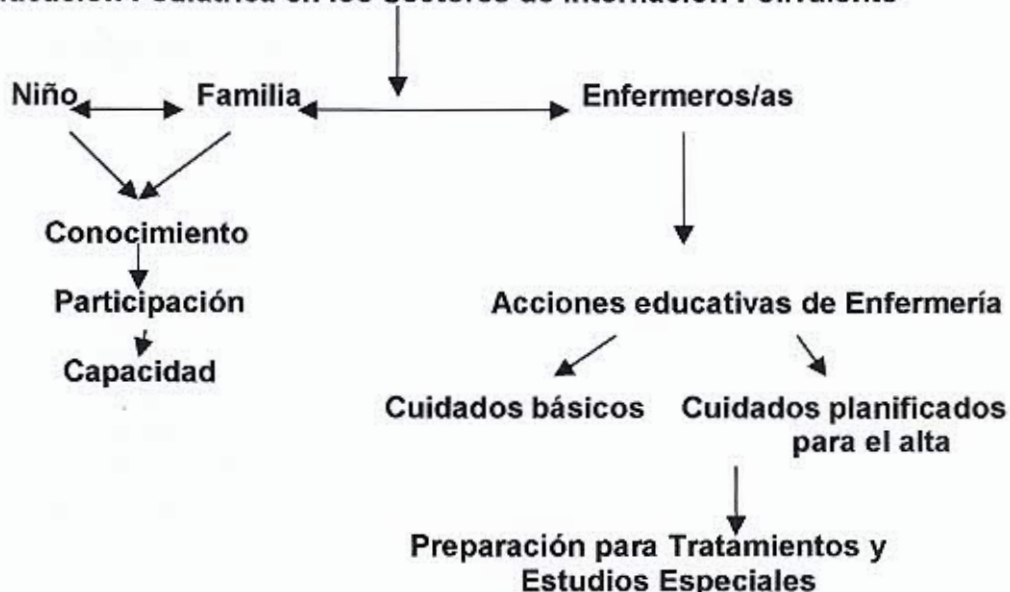 Niño Familia Enfermeros/as
Conocimiento
Participación Acciones educativas de Enfermería
Capacidad
Cuidados básicos Cuidados planificados
para el alta
Preparación para Tratamientos y
Estudios Especiales